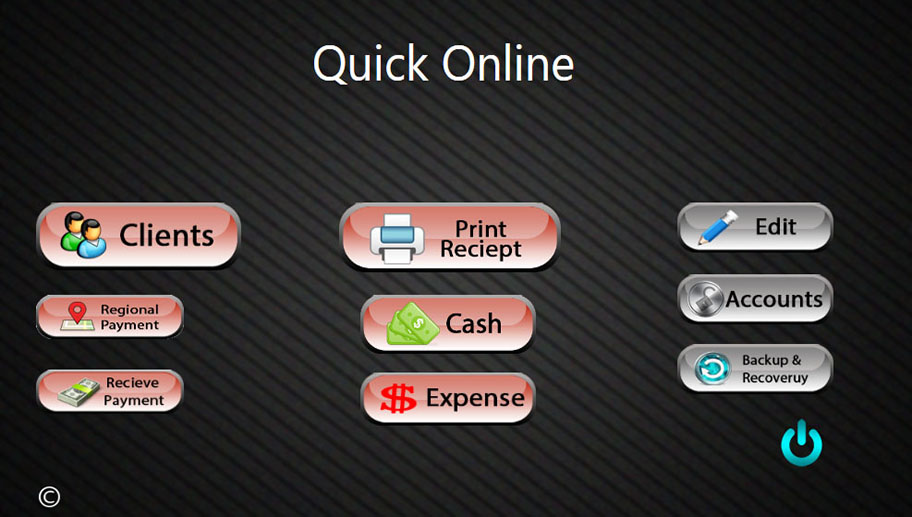 Quick Online
Clients
Regional
Payment
Recieve
Payment
Print
Reciept
Cash
$
Expense
Edit
Accounts
Backup &
Recoveruy
©